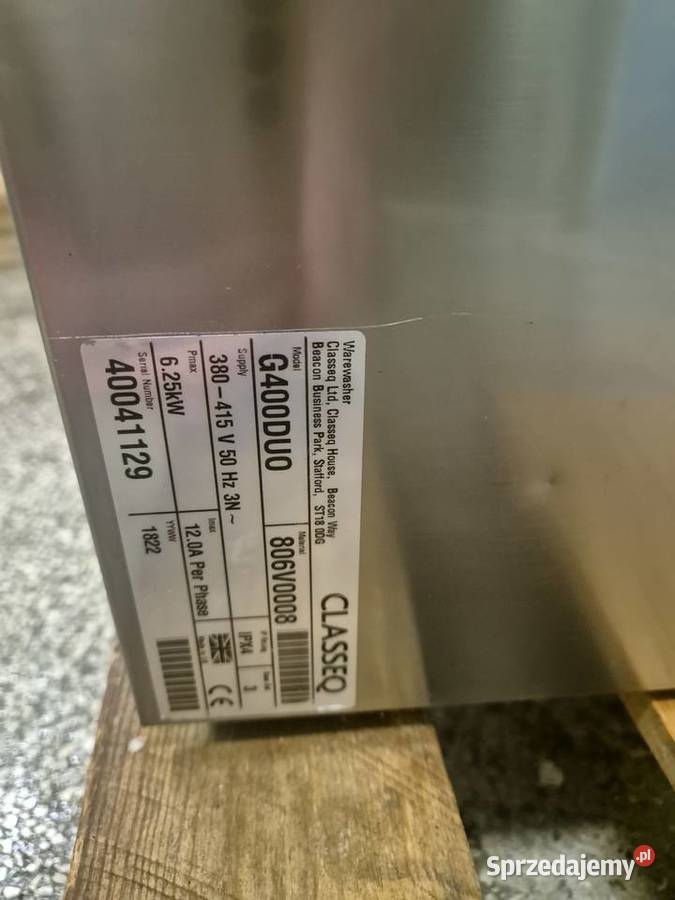 Warewasher
Classeq Ltd, Classeq House, Beacon Way
Beacon Business Park, Stafford, ST18 0DG
CLASSEQ
Model
G400DUO
Material
806V0008
Supply
380-415 V 50 Hz 3N ~
IPX4
3
Pmax
6.25kW
Imax
12.0A Per Phase
CE
Serial Number
40041129
YYWW
1822
Sprzedajemy.pl